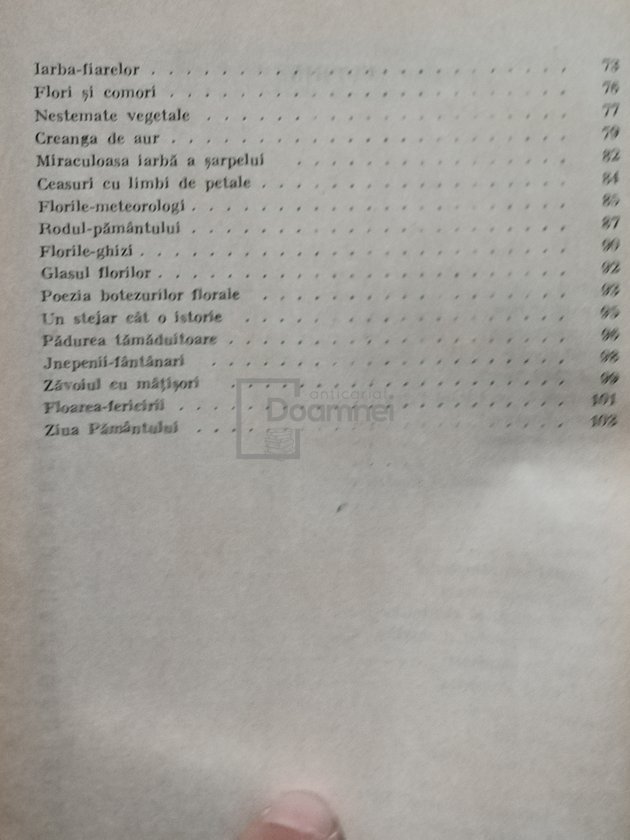 Iarba-fiarelor . . . . . . . . . . . . . . . . . . . 73
Flori și comori . . . . . . . . . . . . . . . . . . 76
Nestemate vegetale . . . . . . . . . . . . . . . . 77
Creanga de aur . . . . . . . . . . . . . . . . . . 79
Miraculoasa iarbă a șarpelui . . . . . . . . . . . . 82
Ceasuri cu limbi de petale . . . . . . . . . . . . . . 84
Florile-meteorologi . . . . . . . . . . . . . . . . . 85
Rodul-pământului . . . . . . . . . . . . . . . . . 87
Florile-ghizi . . . . . . . . . . . . . . . . . . . 90
Glasul florilor . . . . . . . . . . . . . . . . . . 92
Poezia botezurilor florale . . . . . . . . . . . . . . 93
Un stejar cât o istorie . . . . . . . . . . . . . . 95
Pădurea tămăduitoare . . . . . . . . . . . . . . . 96
Jnepenii-fântânari . . . . . . . . . . . . . . . . 98
Zăvoiul cu mâțișori . . . . . . . . . . . . . . . 99
Floarea-fericirii . . . . . . . . . . . . . . . . . 101
Ziua Pământului . . . . . . . . . . . . . . . . . 103
anticariat
Doamnei